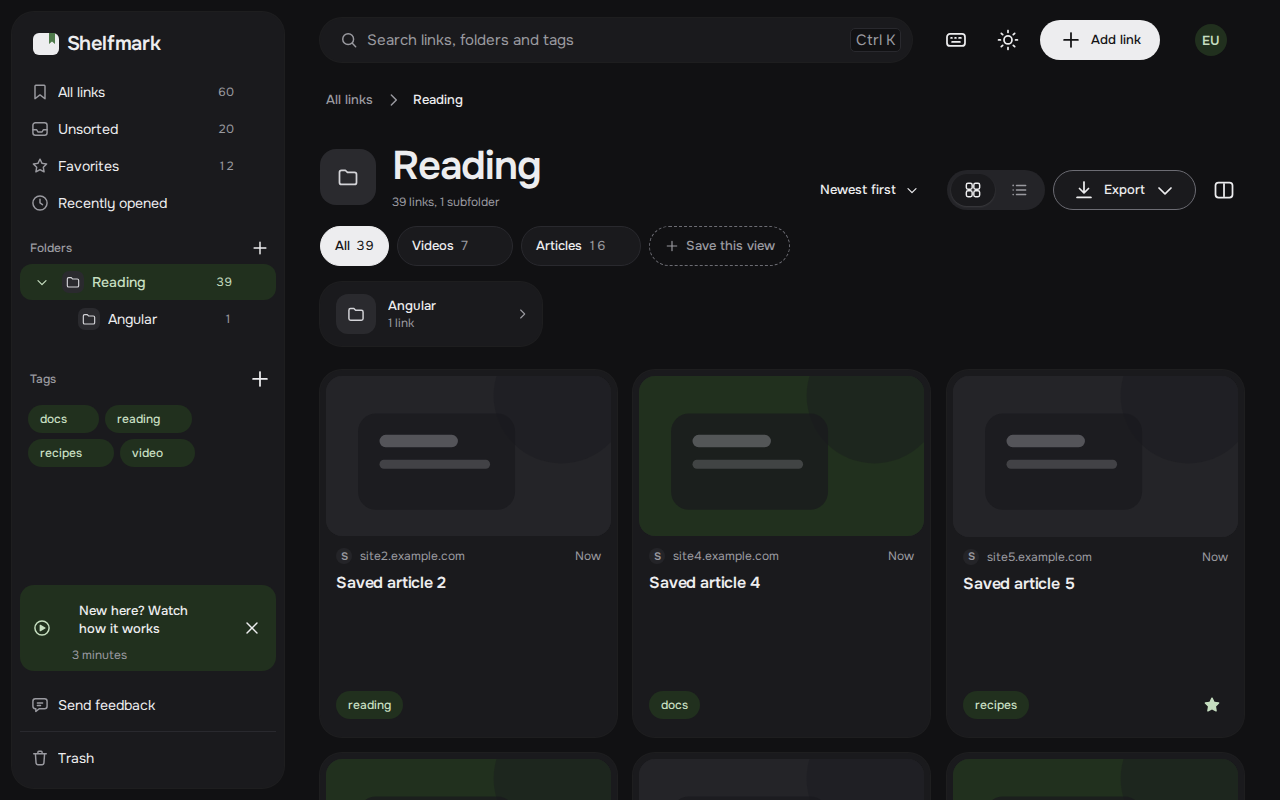 Shelfmark
Search links, folders and tags
Ctrl K
Add link
EU
All links 60
Unsorted 20
Favorites 12
Recently opened
Folders
Reading 39
Angular 1
Tags
docs
reading
recipes
video
New here? Watch
how it works
3 minutes
Send feedback
Trash
All links
Reading
Reading
39 links, 1 subfolder
Newest first
Export
All 39
Videos 7
Articles 16
Save this view
Angular
1 link
S site2.example.com Now
Saved article 2
reading
S site4.example.com Now
Saved article 4
docs
S site5.example.com Now
Saved article 5
recipes